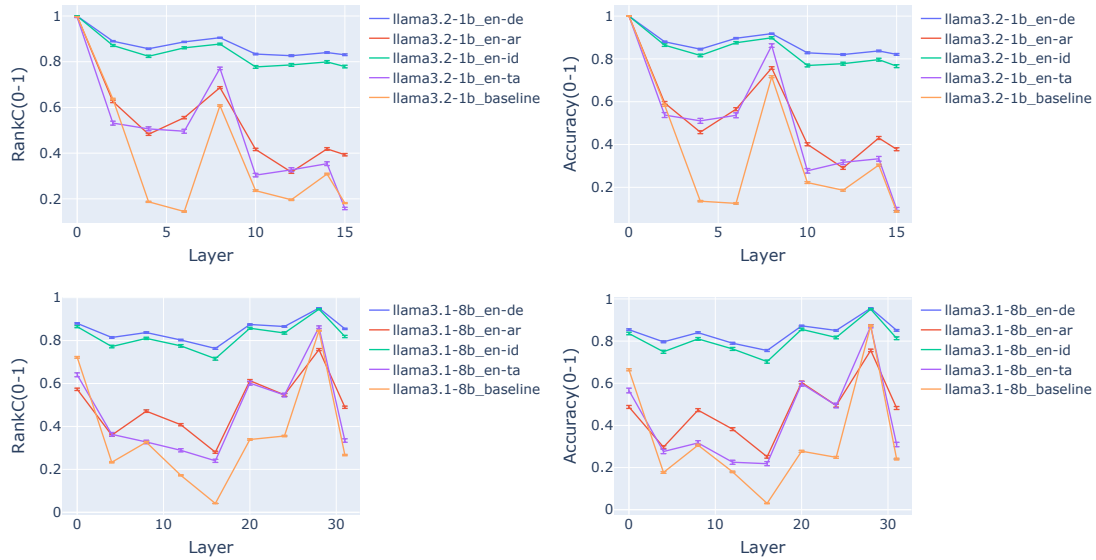 RankC(0-1)
1
0.8
0.6
0.4
0.2
0
5
10
15
Layer
llama3.2-1b_en-de
llama3.2-1b_en-ar
llama3.2-1b_en-id
llama3.2-1b_en-ta
llama3.2-1b_baseline
Accuracy(0-1)
1
0.8
0.6
0.4
0.2
0
5
10
15
Layer
llama3.2-1b_en-de
llama3.2-1b_en-ar
llama3.2-1b_en-id
llama3.2-1b_en-ta
llama3.2-1b_baseline
RankC(0-1)
1
0.8
0.6
0.4
0.2
0
0
10
20
30
Layer
llama3.1-8b_en-de
llama3.1-8b_en-ar
llama3.1-8b_en-id
llama3.1-8b_en-ta
llama3.1-8b_baseline
Accuracy(0-1)
1
0.8
0.6
0.4
0.2
0
0
10
20
30
Layer
llama3.1-8b_en-de
llama3.1-8b_en-ar
llama3.1-8b_en-id
llama3.1-8b_en-ta
llama3.1-8b_baseline